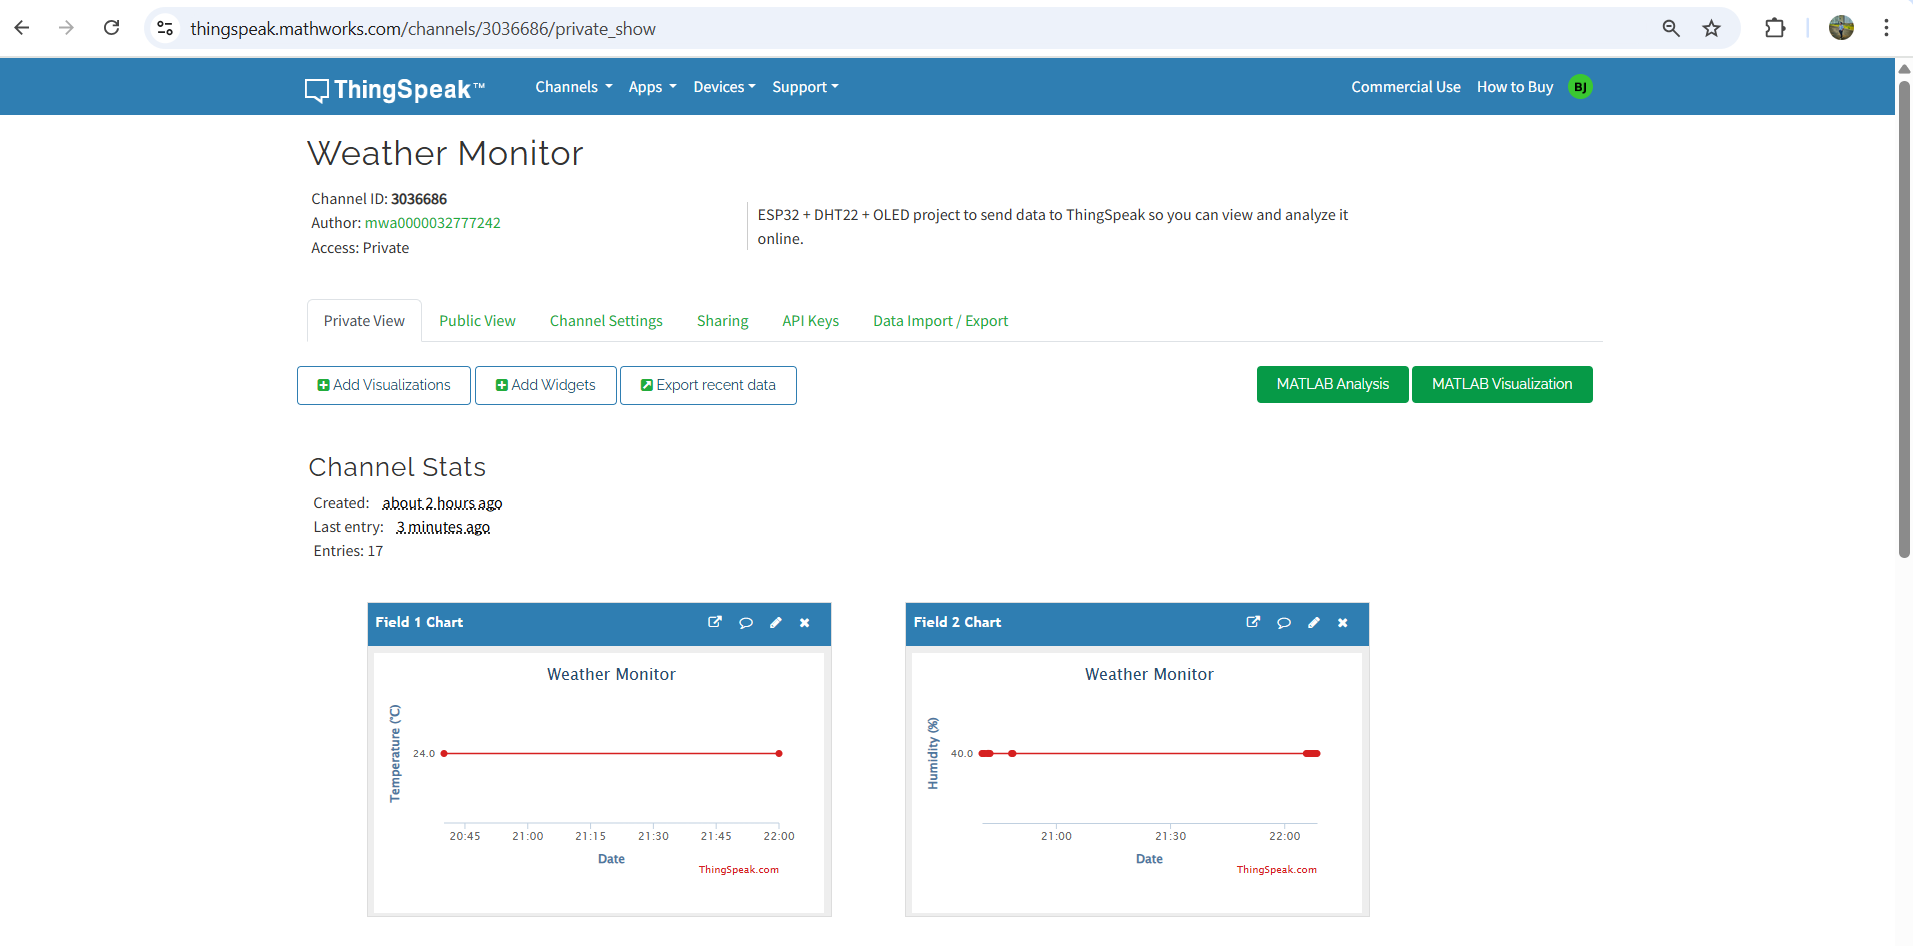 thingspeak.mathworks.com/channels/3036686/private_show
ThingSpeak™ Channels Apps Devices Support Commercial Use How to Buy BJ
Weather Monitor
Channel ID: 3036686
Author: mwa0000032777242
Access: Private
ESP32 + DHT22 + OLED project to send data to ThingSpeak so you can view and analyze it
online.
Private View Public View Channel Settings Sharing API Keys Data Import / Export
Add Visualizations Add Widgets Export recent data MATLAB Analysis MATLAB Visualization
Channel Stats
Created: about 2 hours ago
Last entry: 3 minutes ago
Entries: 17
Field 1 Chart
Weather Monitor
Temperature (°C)
24.0
20:45 21:00 21:15 21:30 21:45 22:00
Date
ThingSpeak.com
Field 2 Chart
Weather Monitor
Humidity (%)
40.0
21:00 21:30 22:00
Date
ThingSpeak.com